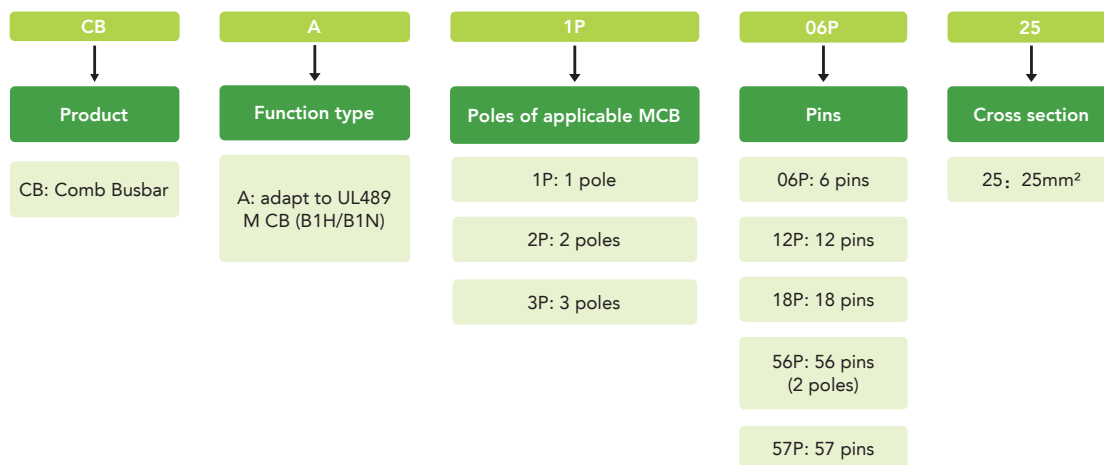 CB
A
1P
06P
25
Product
Function type
Poles of applicable MCB
Pins
Cross section
CB: Comb Busbar
A: adapt to UL489
M CB (B1H/B1N)
1P: 1 pole
2P: 2 poles
3P: 3 poles
06P: 6 pins
12P: 12 pins
18P: 18 pins
56P: 56 pins
(2 poles)
57P: 57 pins
25：25mm²